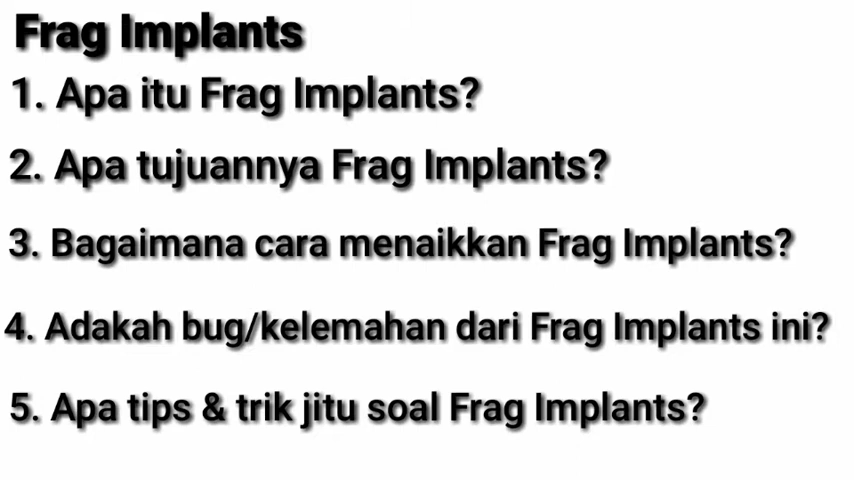 Frag Implants
1. Apa itu Frag Implants?
2. Apa tujuannya Frag Implants?
3. Bagaimana cara menaikkan Frag Implants?
4. Adakah bug/kelemahan dari Frag Implants ini?
5. Apa tips & trik jitu soal Frag Implants?